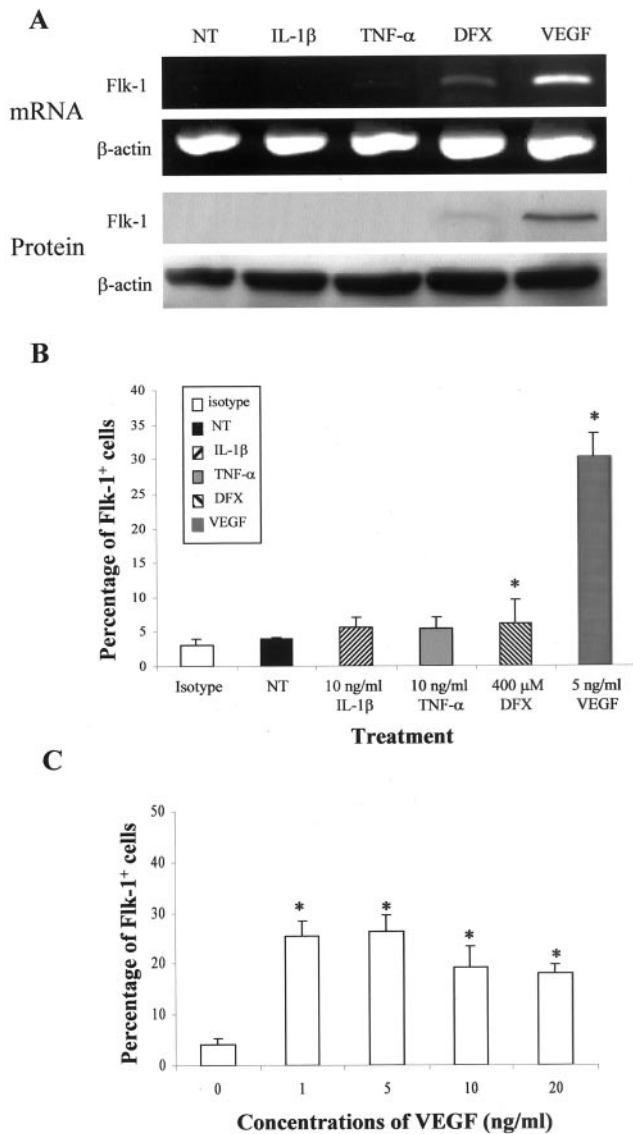 A
NT IL-1β TNF-α DFX VEGF
Flk-1
mRNA
β-actin
Flk-1
Protein
β-actin
B
40
35
30
25
20
15
10
5
0
Percentage of Flk-1⁺ cells
isotype
NT
IL-1β
TNF-α
DFX
VEGF
*
*
Isotype NT 10 ng/ml 10 ng/ml 400 μM 5 ng/ml
IL-1β TNF-α DFX VEGF
Treatment
C
50
40
30
20
10
0
Percentage of Flk-1⁺ cells
* * * *
0 1 5 10 20
Concentrations of VEGF (ng/ml)